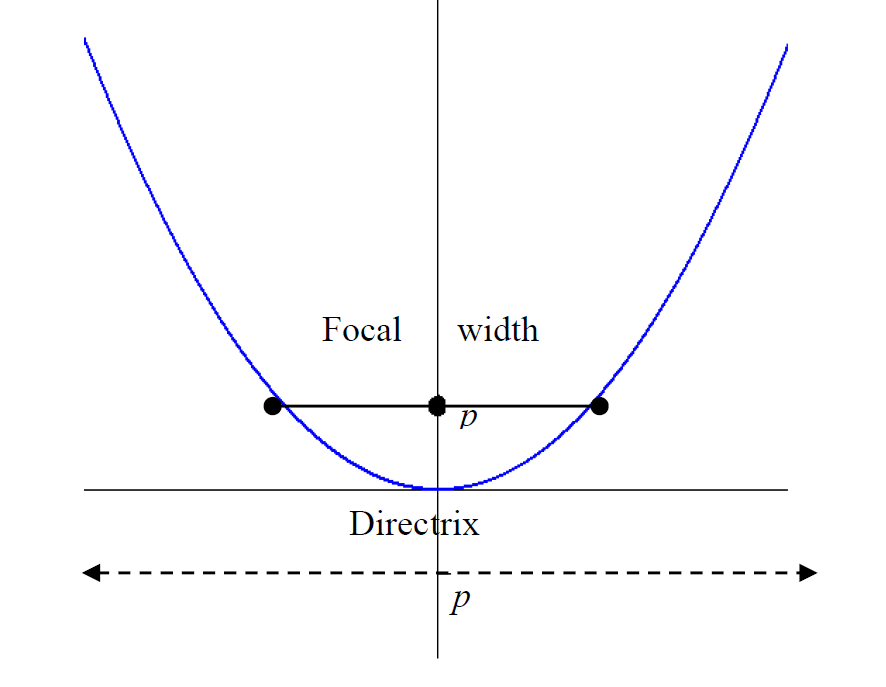 Focal width
p
Directrix
p